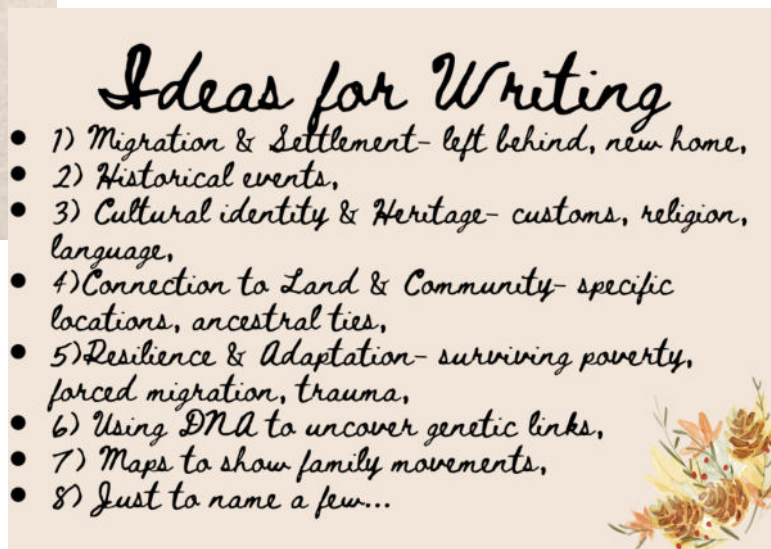 Ideas for Writing
• 1) Migration & Settlement- left behind, new home,
• 2) Historical events,
• 3) Cultural identity & Heritage- customs, religion,
language,
• 4)Connection to Land & Community- specific
locations, ancestral ties,
• 5)Resilience & Adaptation- surviving poverty,
forced migration, trauma,
• 6) Using DNA to uncover genetic links,
• 7) Maps to show family movements,
• 8) Just to name a few...